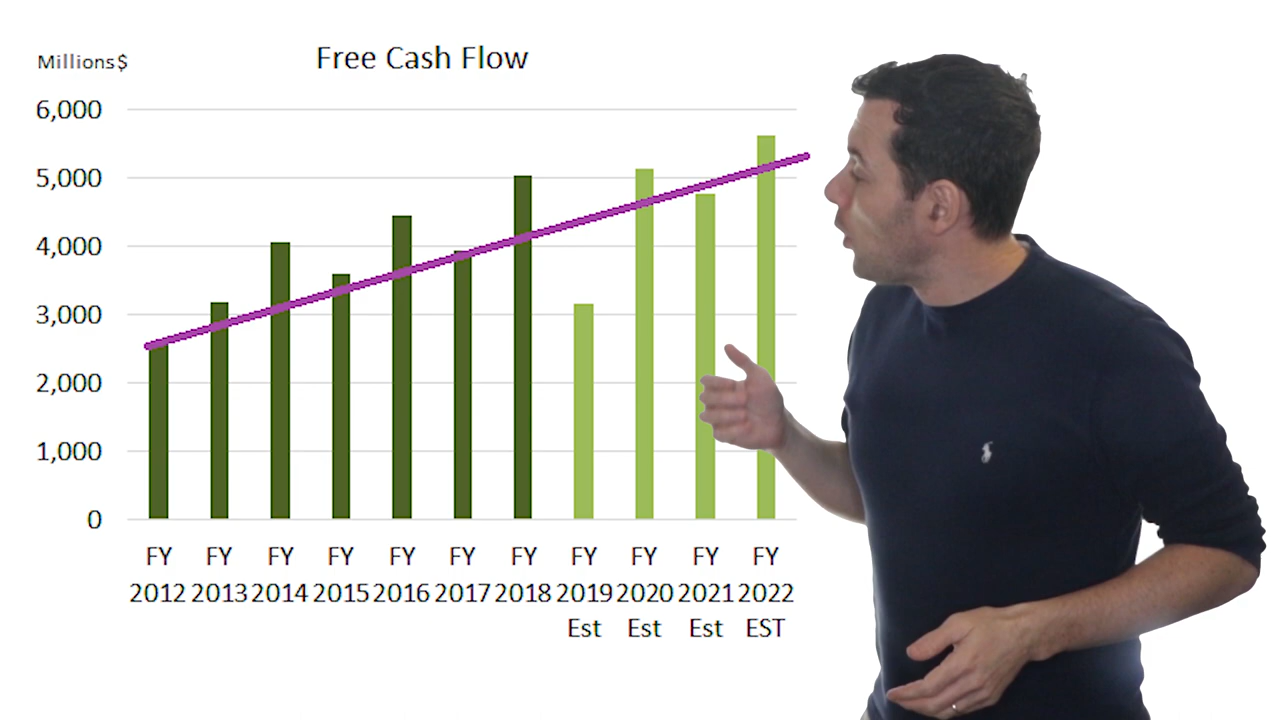 Millions$
Free Cash Flow
6,000
5,000
4,000
3,000
2,000
1,000
0
FY FY FY FY FY FY FY FY FY FY FY
2012 2013 2014 2015 2016 2017 2018 2019 2020 2021 2022
Est Est Est EST